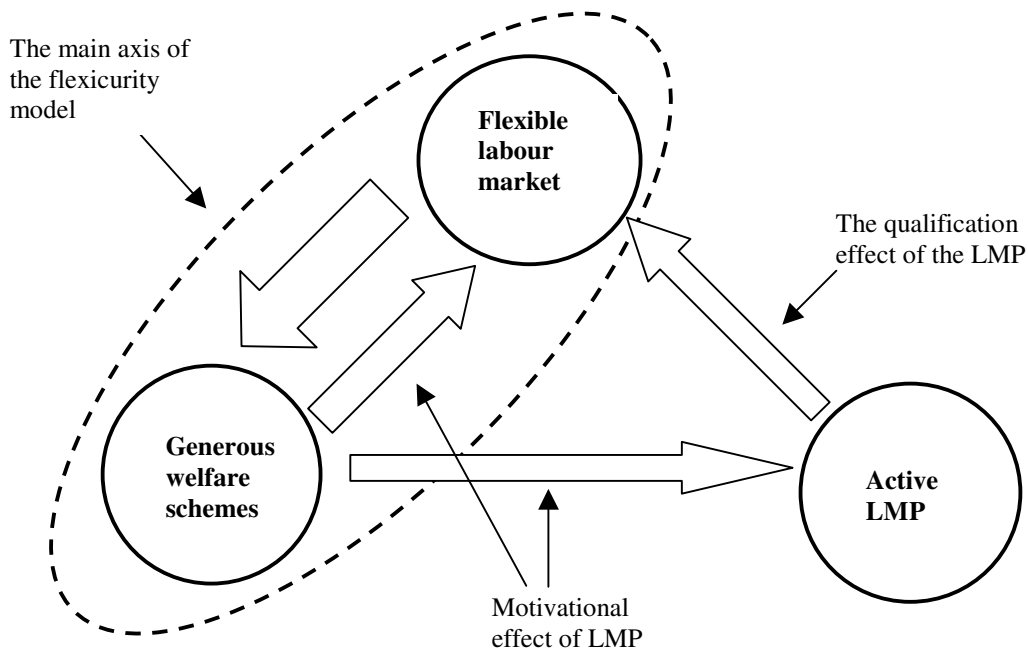 The main axis of
the flexicurity
model
Flexible
labour
market
The qualification
effect of the LMP
Generous
welfare
schemes
Active
LMP
Motivational
effect of LMP